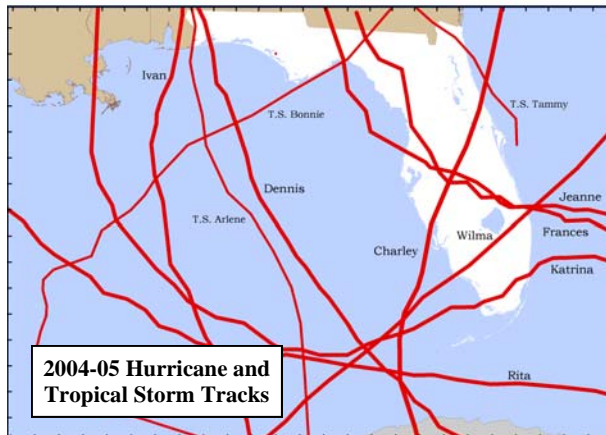 Ivan
T.S. Bonnie
T.S. Tammy
Dennis
Jeanne
T.S. Arlene
Wilma
Frances
Charley
Katrina
2004-05 Hurricane and
Tropical Storm Tracks
Rita